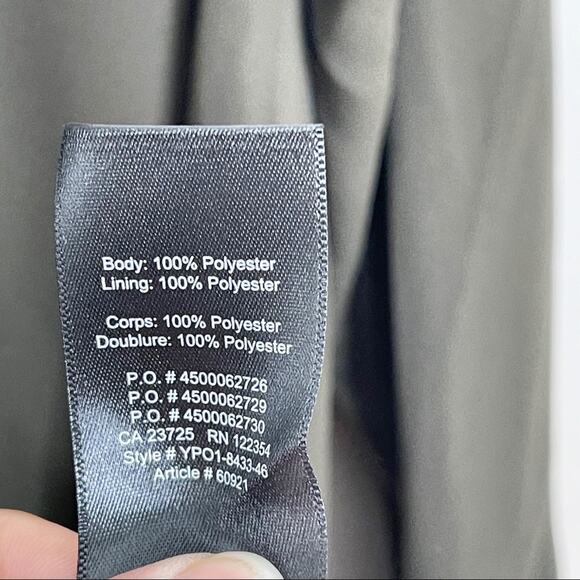 Body: 100% Polyester
Lining: 100% Polyester
Corps: 100% Polyester
Doublure: 100% Polyester
P.O. # 4500062726
P.O. # 4500062729
P.O. # 4500062730
CA 23725 RN 122354
Style # YPO1-8433-46
Article # 60921